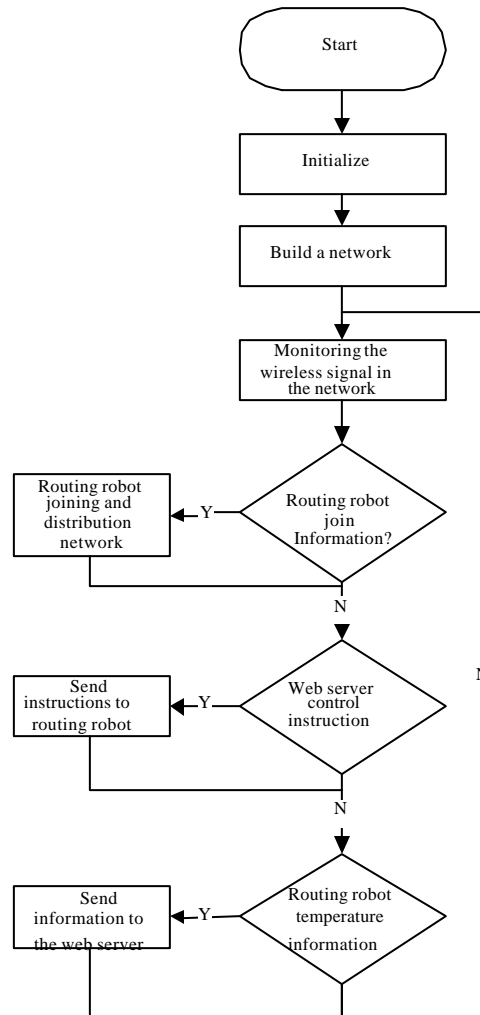 Start
Initialize
Build a network
Monitoring the
wireless signal in
the network
Routing robot
joining and
distribution
network
Y
Routing robot
join
Information?
N
Send
instructions to
routing robot
Y
Web server
control
instruction
N
Send
information to
the web server
Y
Routing robot
temperature
information